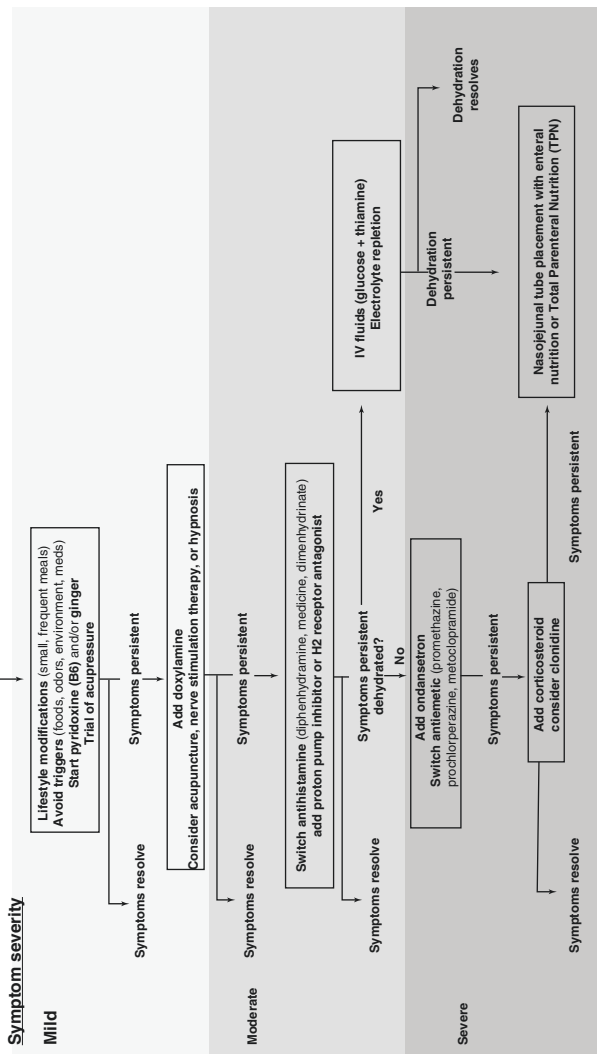 Symptom severity
Mild
Lifestyle modifications (small, frequent meals)
Avoid triggers (foods, odors, environment, meds)
Start pyridoxine (B6) and/or ginger
Trial of acupressure
Symptoms resolve
Symptoms persistent
Add doxylamine
Consider acupuncture, nerve stimulation therapy, or hypnosis
Moderate
Symptoms resolve
Symptoms persistent
Switch antihistamine (diphenhydramine, medicine, dimenhydrinate)
add proton pump inhibitor or H2 receptor antagonist
Symptoms resolve
Symptoms persistent
dehydrated?
Yes
No
IV fluids (glucose + thiamine)
Electrolyte repletion
Severe
Add ondansetron
Switch antiemetic (promethazine,
prochlorperazine, metoclopramide)
Dehydration
persistent
Dehydration
resolves
Symptoms persistent
Add corticosteroid
consider clonidine
Symptoms resolve
Symptoms persistent
Nasojejunal tube placement with enteral
nutrition or Total Parenteral Nutrition (TPN)